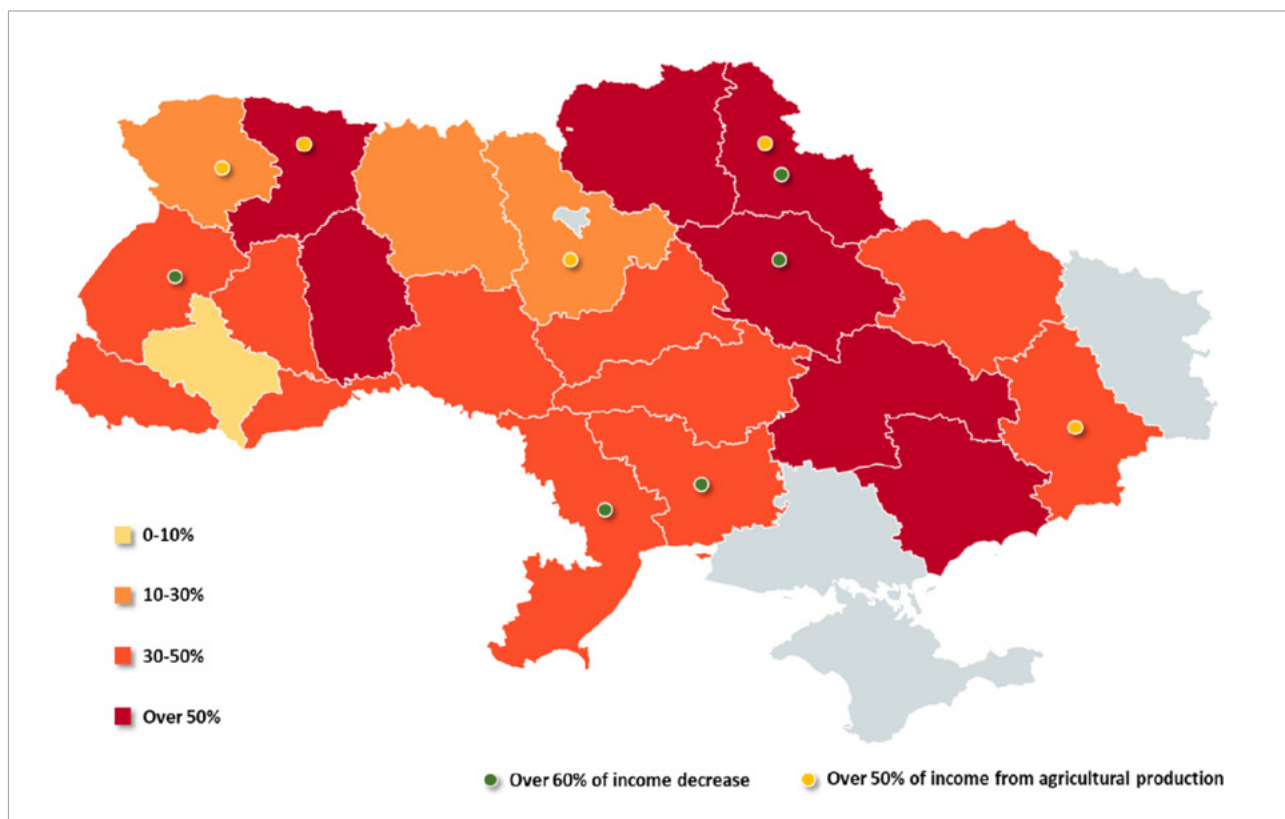 0-10%
10-30%
30-50%
Over 50%
Over 60% of income decrease
Over 50% of income from agricultural production